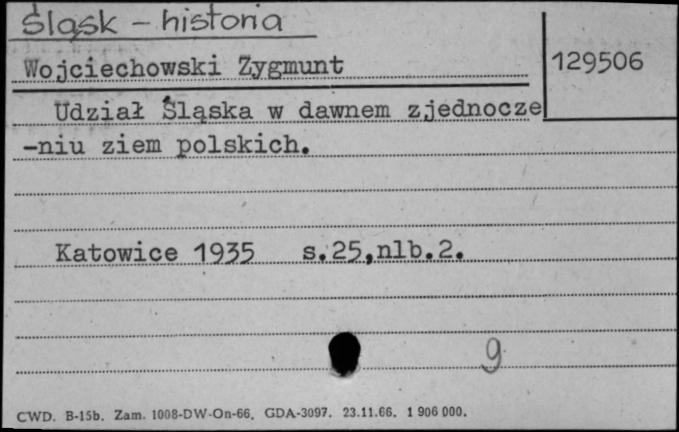 Śląsk - historia
Wojciechowski Zygmunt
129506
Udział Śląska w dawnem zjednocze
-niu ziem polskich.
Katowice 1935 s.25,nlb.2.
9
CWD. B-15b. Zam. 1008-DW-On-66. GDA-3097. 23.11.66. 1 906 000.